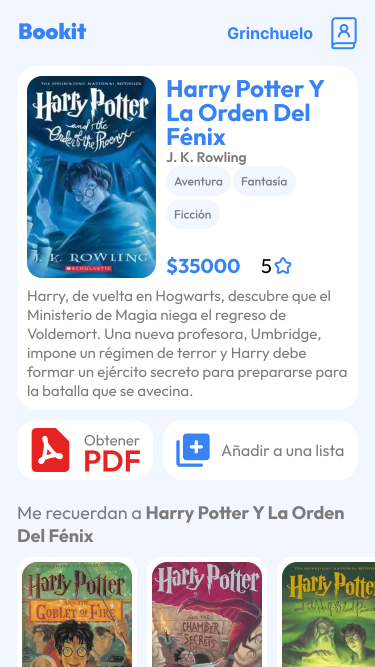 Bookit
Grinchuelo
THE INTERNATIONAL NATIONAL BESTSELLER
Harry Potter
and the
Order of the Phoenix
J. K. ROWLING
SCHOLASTIC
Harry Potter Y
La Orden Del
Fénix
J. K. Rowling
Aventura Fantasía
Ficción
$35000 5
Harry, de vuelta en Hogwarts, descubre que el
Ministerio de Magia niega el regreso de
Voldemort. Una nueva profesora, Umbridge,
impone un régimen de terror y Harry debe
formar un ejército secreto para prepararse para
la batalla que se avecina.
Obtener
PDF
Añadir a una lista
Me recuerdan a Harry Potter Y La Orden
Del Fénix
Harry Potter
AND THE
GOBLET OF FIRE
Harry Potter
AND THE
CHAMBER
OF
SECRETS
Harry Potter
and the Half-Blood Prince